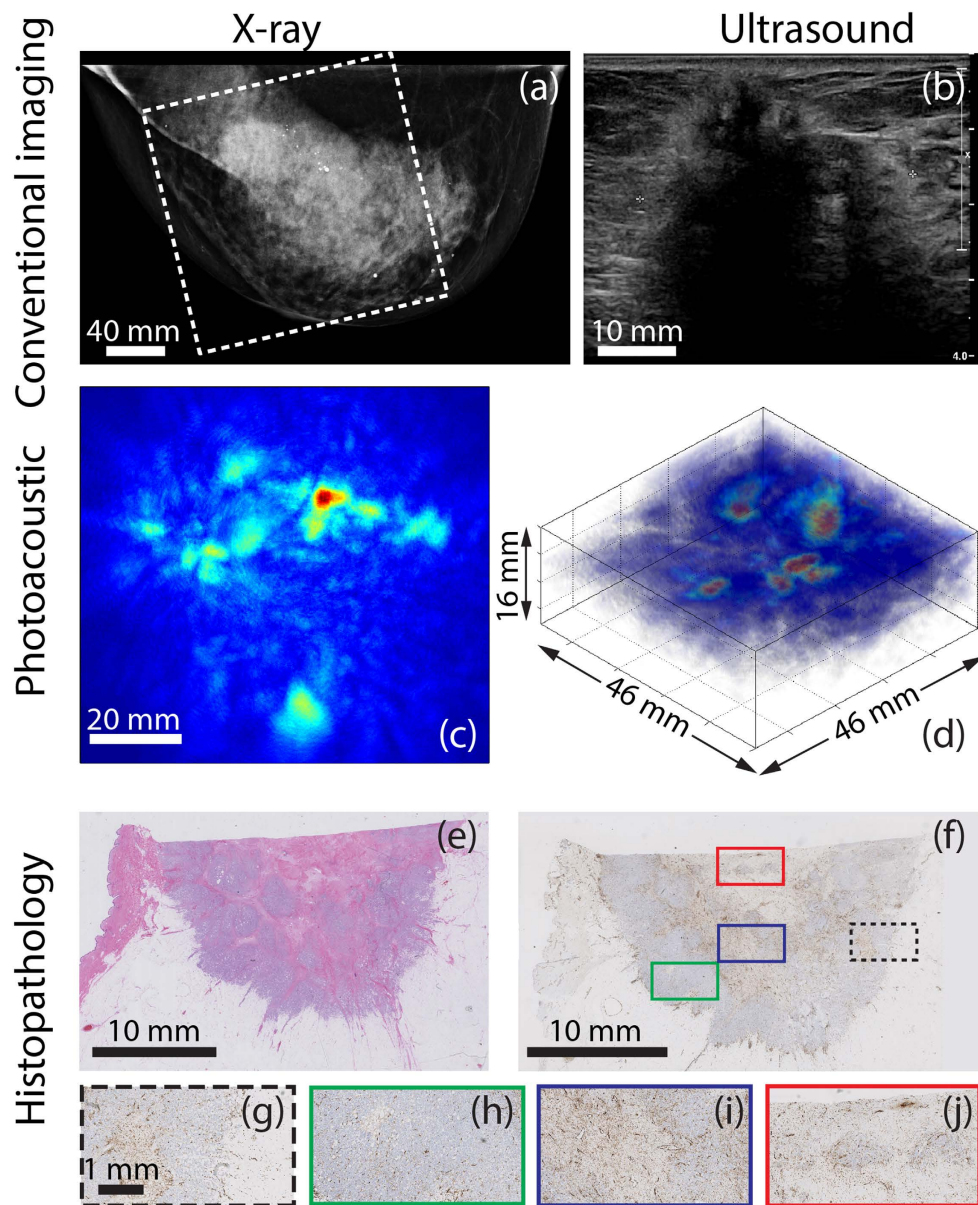 X-ray
Ultrasound
Conventional imaging
(a)
40 mm
(b)
x
10 mm
4.0
Photoacoustic
20 mm
(c)
16 mm
46 mm
46 mm
(d)
Histopathology
(e)
10 mm
(f)
10 mm
(g)
1 mm
(h)
(i)
(j)